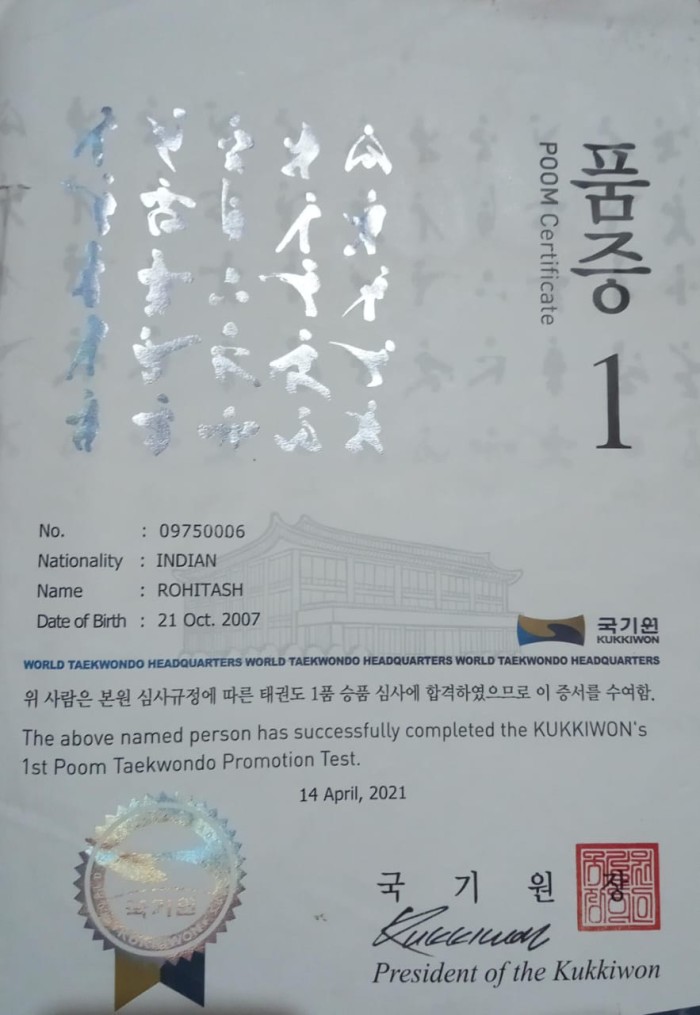 품증
POOM Certificate
1
No. : 09750006
Nationality : INDIAN
Name : ROHITASH
Date of Birth : 21 Oct. 2007
국기원
KUKKIWON
WORLD TAEKWONDO HEADQUARTERS WORLD TAEKWONDO HEADQUARTERS WORLD TAEKWONDO HEADQUARTERS
위 사람은 본원 심사규정에 따른 태권도 1품 승품 심사에 합격하였으므로 이 증서를 수여함.
The above named person has successfully completed the KUKKIWON's
1st Poom Taekwondo Promotion Test.
14 April, 2021
국기원
국 기 원 장
Kukkiwon
President of the Kukkiwon